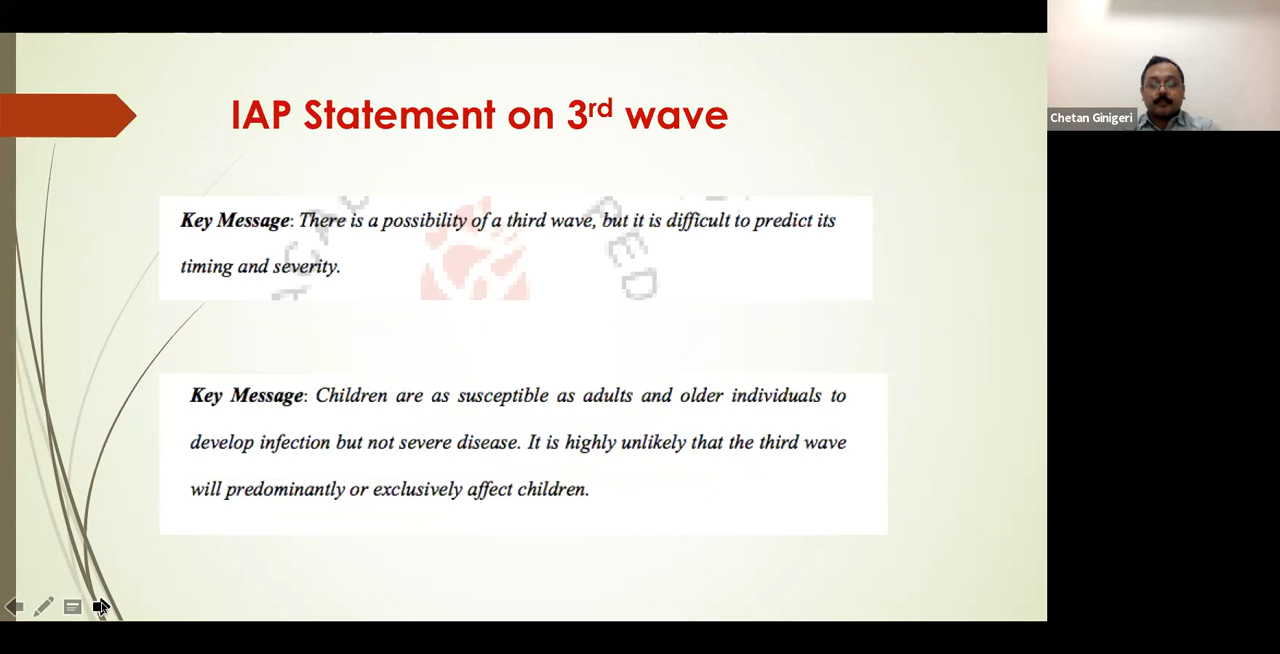 IAP Statement on 3rd wave
Chetan Ginigeri
Key Message: There is a possibility of a third wave, but it is difficult to predict its
timing and severity.
Key Message: Children are as susceptible as adults and older individuals to
develop infection but not severe disease. It is highly unlikely that the third wave
will predominantly or exclusively affect children.